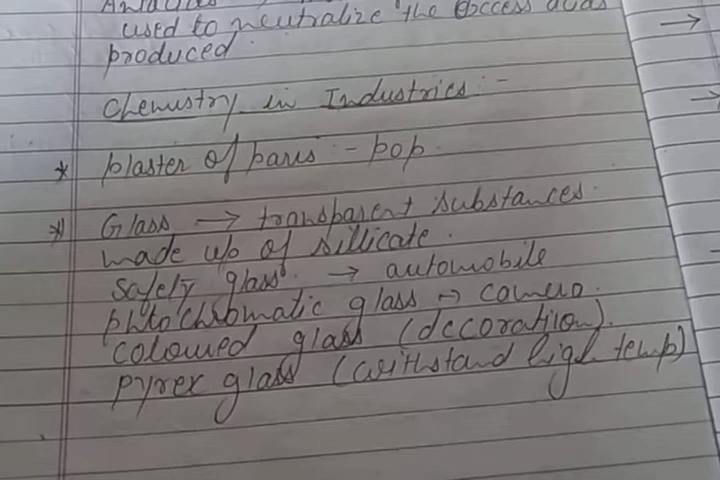 used to neutralize the Excess acids
produced.
Chemistry in Industries :-
* plaster of paris :- pop.
* Glass → transparent substances.
made up of sillicate.
safety glass → automobile
photochromatic glass → camera.
coloured glass (decoration).
pyrex glass (withstand high temp)
→
→